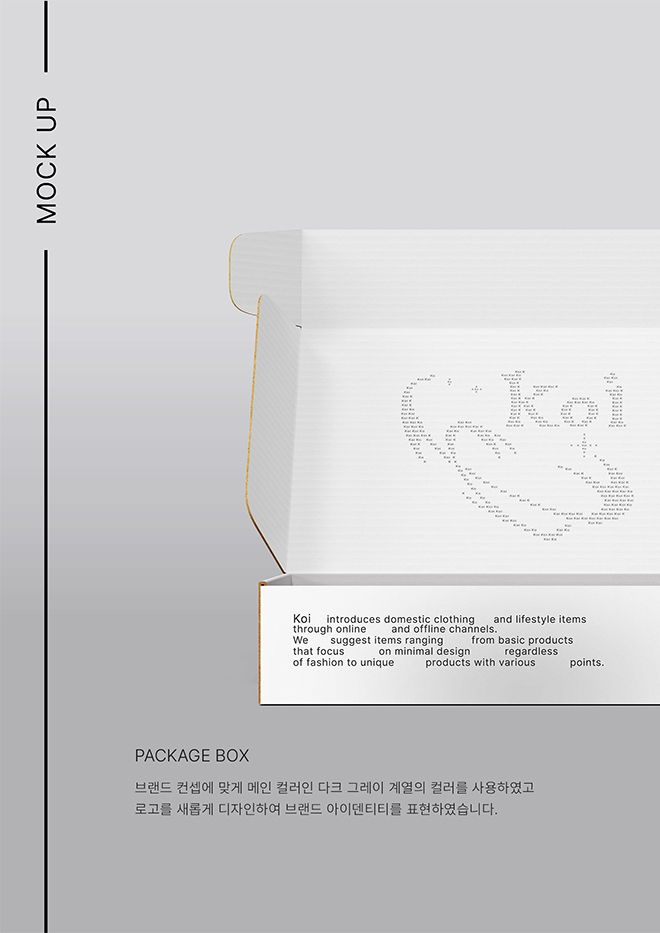 MOCK UP
Koi introduces domestic clothing and lifestyle items
through online and offline channels.
We suggest items ranging from basic products
that focus on minimal design regardless
of fashion to unique products with various points.
PACKAGE BOX
브랜드 컨셉에 맞게 메인 컬러인 다크 그레이 계열의 컬러를 사용하였고
로고를 새롭게 디자인하여 브랜드 아이덴티티를 표현하였습니다.